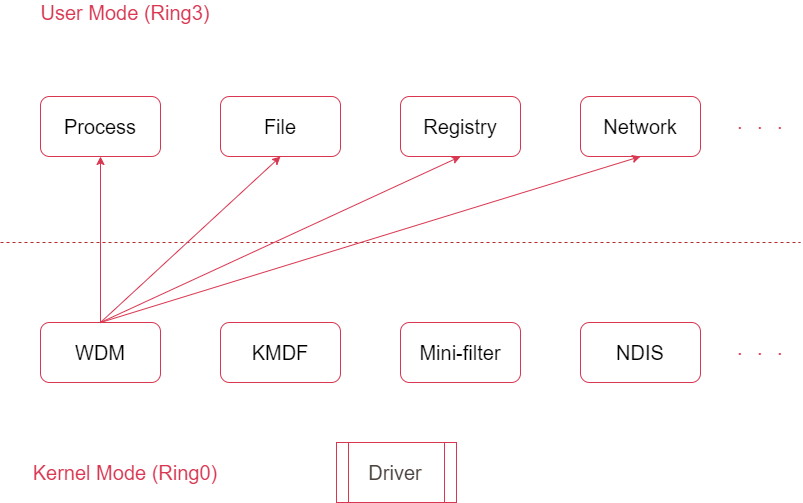 User Mode (Ring3)
Process
File
Registry
Network
. . .
WDM
KMDF
Mini-filter
NDIS
. . .
Kernel Mode (Ring0)
Driver